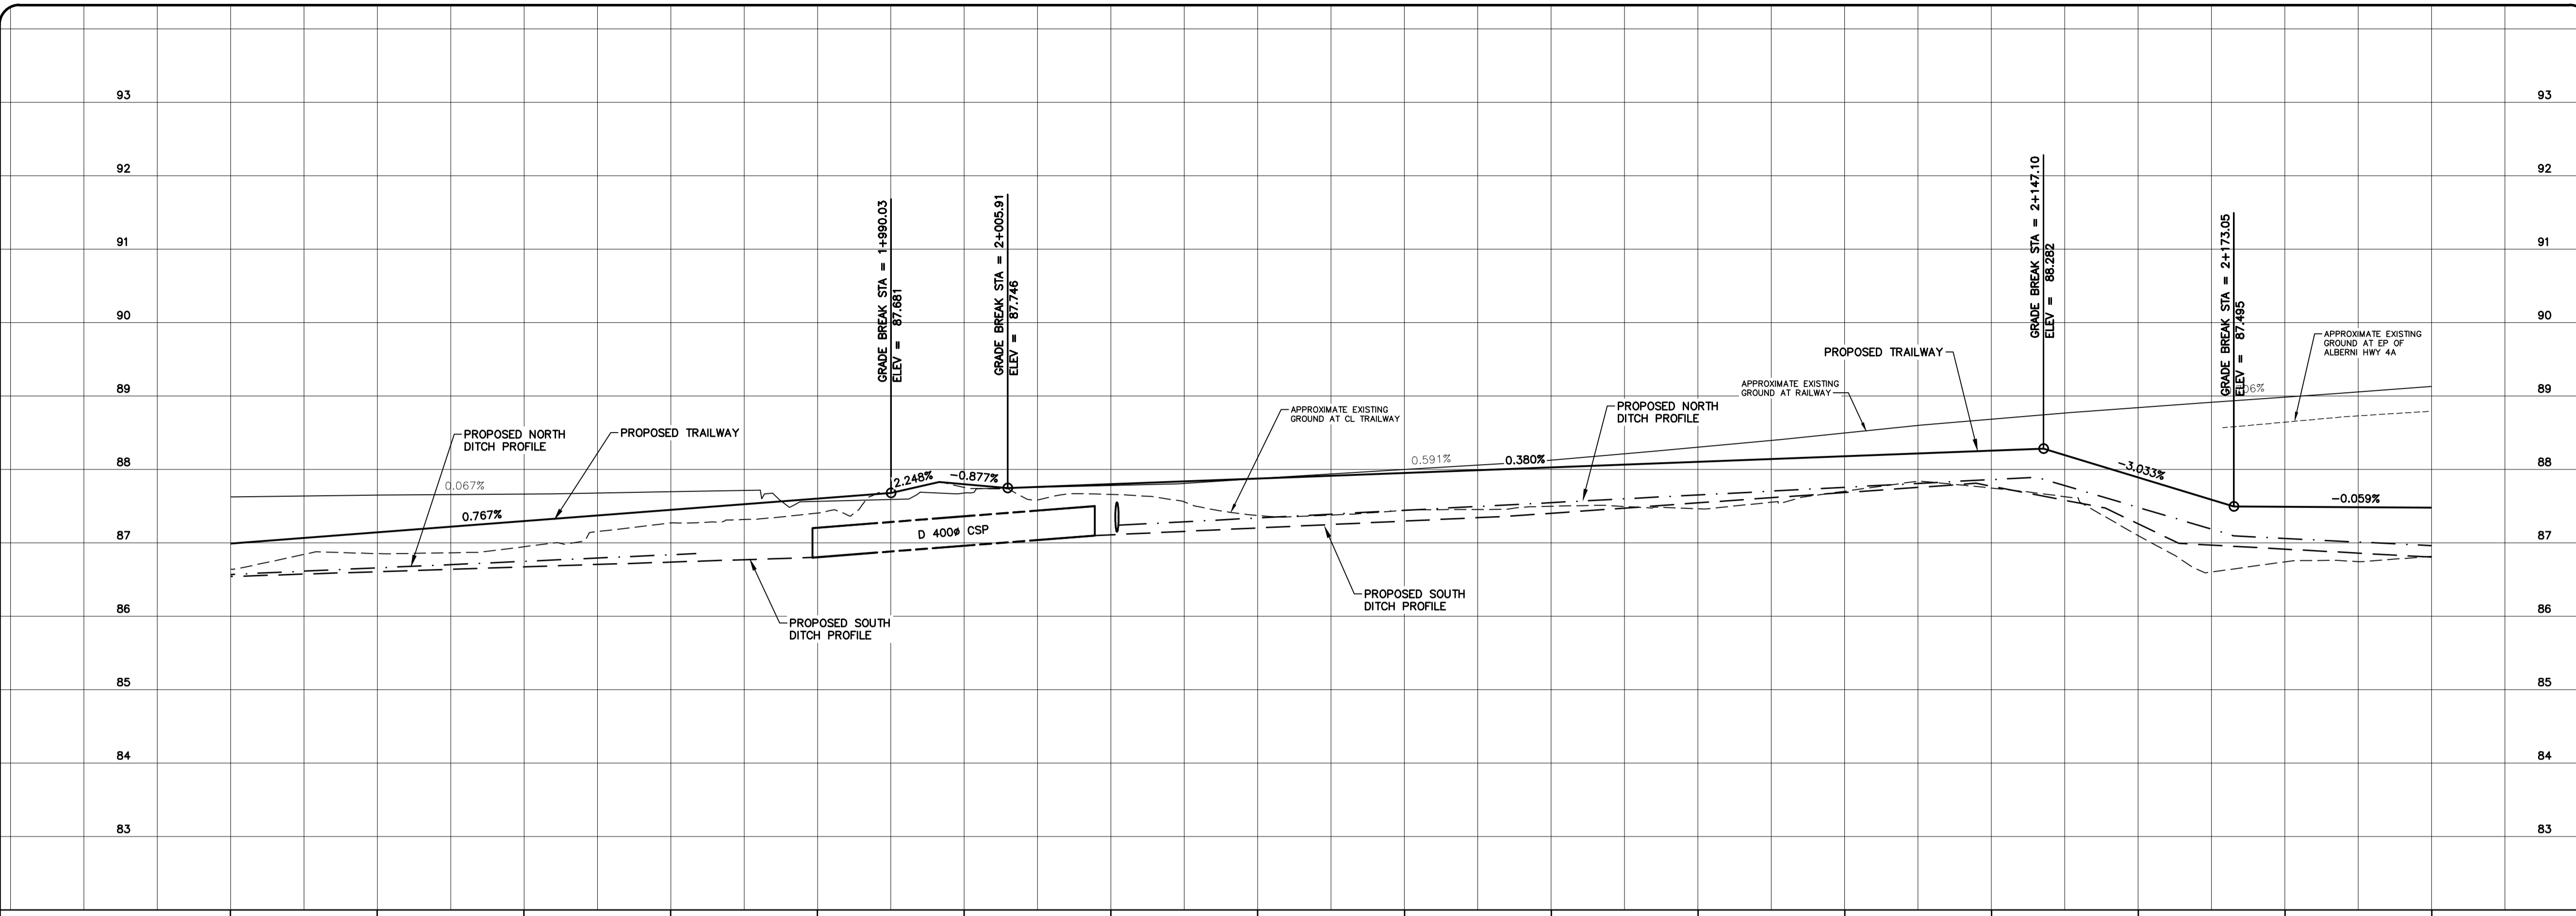 93
93
92
92
91
91
90
90
89
89
88
88
87
87
86
86
85
85
84
84
83
83
GRADE BREAK STA = 1+990.03
ELEV = 87.681
GRADE BREAK STA = 2+005.91
ELEV = 87.746
GRADE BREAK STA = 2+147.10
ELEV = 88.282
GRADE BREAK STA = 2+173.05
ELEV = 87.495
PROPOSED NORTH
DITCH PROFILE
PROPOSED TRAILWAY
0.067%
0.767%
2.248%
-0.877%
D 400ø CSP
PROPOSED SOUTH
DITCH PROFILE
APPROXIMATE EXISTING
GROUND AT CL TRAILWAY
0.591%
0.380%
PROPOSED SOUTH
DITCH PROFILE
PROPOSED NORTH
DITCH PROFILE
APPROXIMATE EXISTING
GROUND AT RAILWAY
PROPOSED TRAILWAY
-3.033%
-0.059%
APPROXIMATE EXISTING
GROUND AT EP OF
ALBERNI HWY 4A